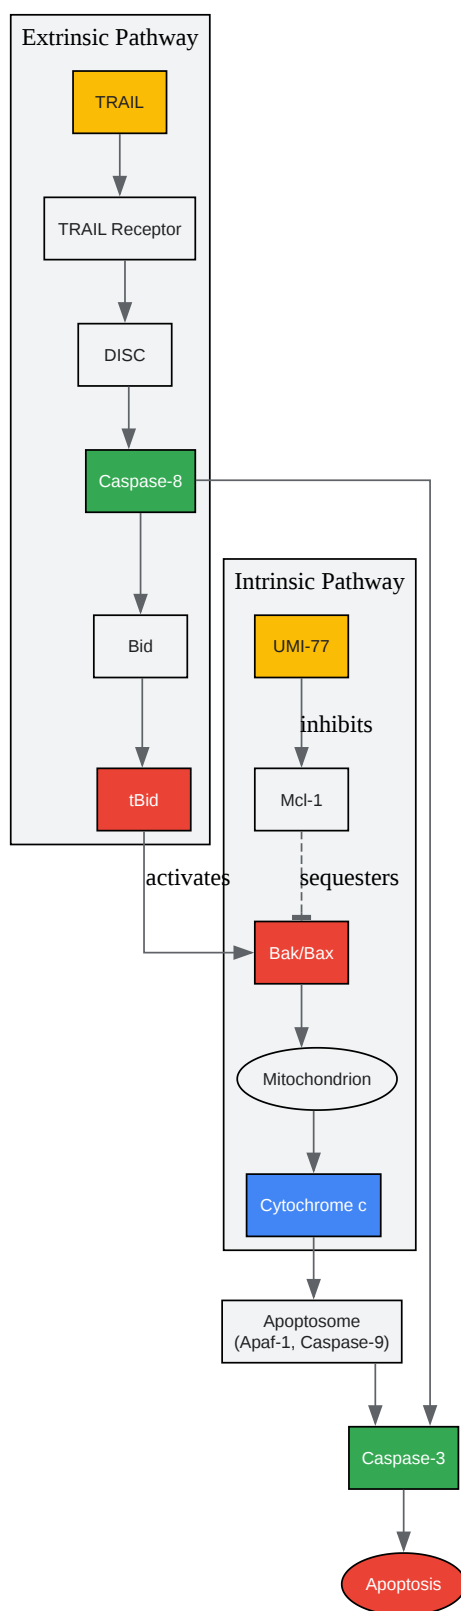 Extrinsic Pathway
TRAIL
TRAIL Receptor
DISC
Caspase-8
Intrinsic Pathway
Bid
UMI-77
inhibits
tBid
Mcl-1
activates
sequesters
Bak/Bax
Mitochondrion
Cytochrome c
Apoptosome
(Apaf-1, Caspase-9)
Caspase-3
Apoptosis